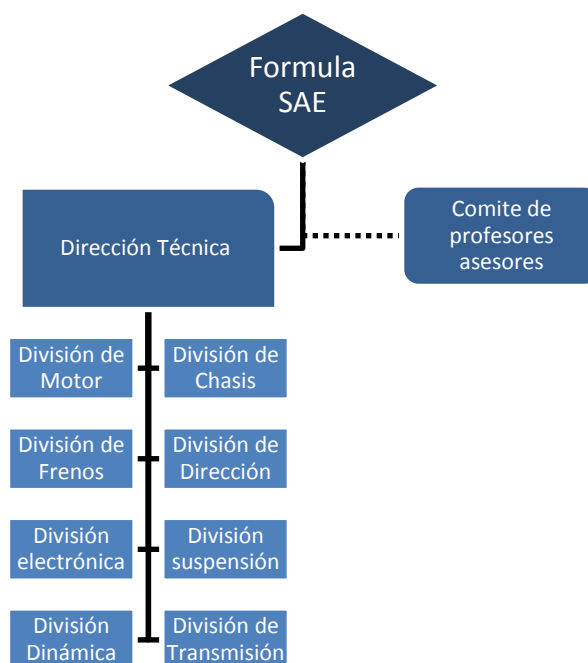 Formula
SAE
Dirección Técnica
Comite de
profesores
asesores
División de
Motor
División de
Chasis
División de
Frenos
División de
Dirección
División
electrónica
División
suspensión
División
Dinámica
División de
Transmisión